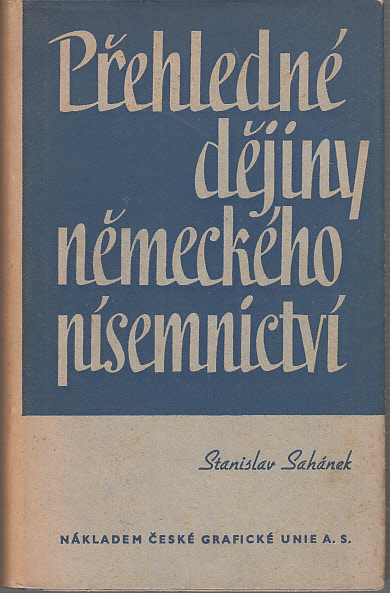 Přehledné
dějiny
německého
písemnictví
Stanislav Sahánek
NÁKLADEM ČESKÉ GRAFICKÉ UNIE A. S.